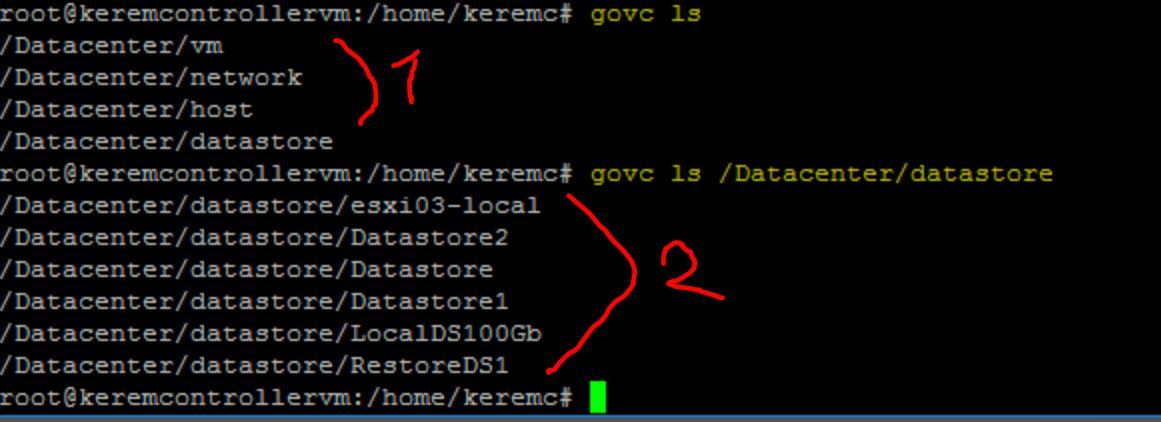 root@keremcontrollervm:/home/keremc# govc ls
/Datacenter/vm
/Datacenter/network
/Datacenter/host
/Datacenter/datastore
1
root@keremcontrollervm:/home/keremc# govc ls /Datacenter/datastore
/Datacenter/datastore/esxi03-local
/Datacenter/datastore/Datastore2
/Datacenter/datastore/Datastore
/Datacenter/datastore/Datastore1
/Datacenter/datastore/LocalDS100Gb
/Datacenter/datastore/RestoreDS1
2
root@keremcontrollervm:/home/keremc#